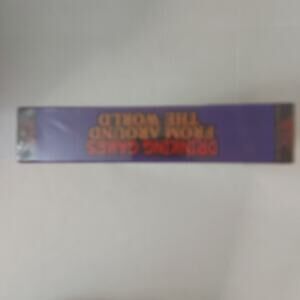 DRINKING GAMES
FROM AROUND
THE WORLD